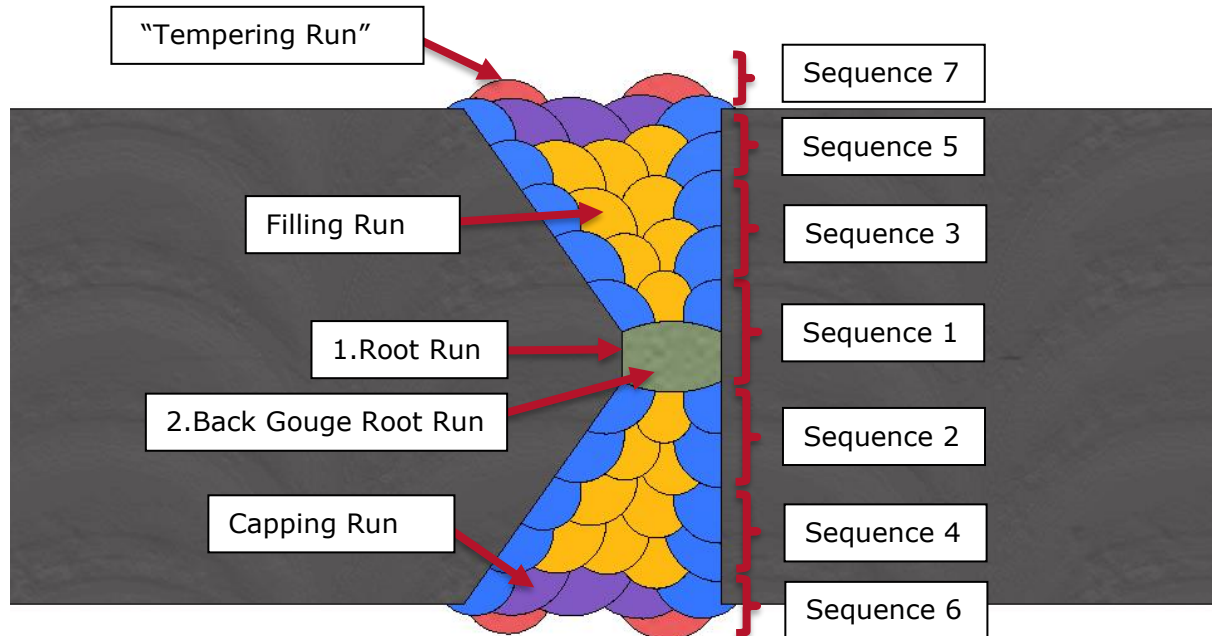 “Tempering Run”
Sequence 7
Sequence 5
Filling Run
Sequence 3
1.Root Run
Sequence 1
2.Back Gouge Root Run
Sequence 2
Capping Run
Sequence 4
Sequence 6